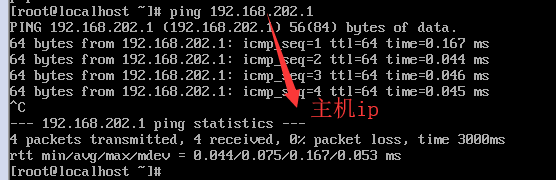 [root@localhost ~]# ping 192.168.202.1
PING 192.168.202.1 (192.168.202.1) 56(84) bytes of data.
64 bytes from 192.168.202.1: icmp_seq=1 ttl=64 time=0.167 ms
64 bytes from 192.168.202.1: icmp_seq=2 ttl=64 time=0.044 ms
64 bytes from 192.168.202.1: icmp_seq=3 ttl=64 time=0.046 ms
64 bytes from 192.168.202.1: icmp_seq=4 ttl=64 time=0.045 ms
^C
主机ip
--- 192.168.202.1 ping statistics ---
4 packets transmitted, 4 received, 0% packet loss, time 3000ms
rtt min/avg/max/mdev = 0.044/0.075/0.167/0.053 ms
[root@localhost ~]#